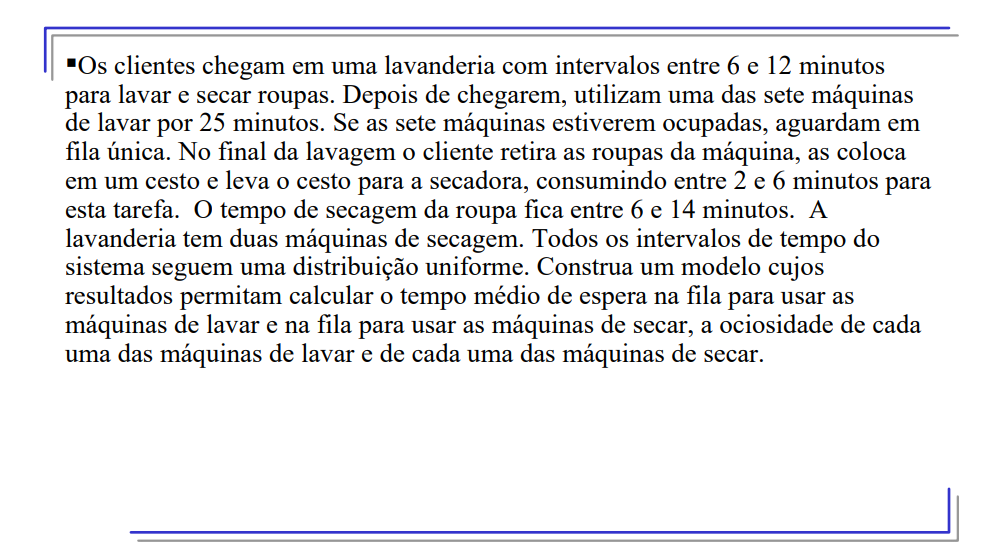 ▪Os clientes chegam em uma lavanderia com intervalos entre 6 e 12 minutos
para lavar e secar roupas. Depois de chegarem, utilizam uma das sete máquinas
de lavar por 25 minutos. Se as sete máquinas estiverem ocupadas, aguardam em
fila única. No final da lavagem o cliente retira as roupas da máquina, as coloca
em um cesto e leva o cesto para a secadora, consumindo entre 2 e 6 minutos para
esta tarefa.  O tempo de secagem da roupa fica entre 6 e 14 minutos.  A
lavanderia tem duas máquinas de secagem. Todos os intervalos de tempo do
sistema seguem uma distribuição uniforme. Construa um modelo cujos
resultados permitam calcular o tempo médio de espera na fila para usar as
máquinas de lavar e na fila para usar as máquinas de secar, a ociosidade de cada
uma das máquinas de lavar e de cada uma das máquinas de secar.